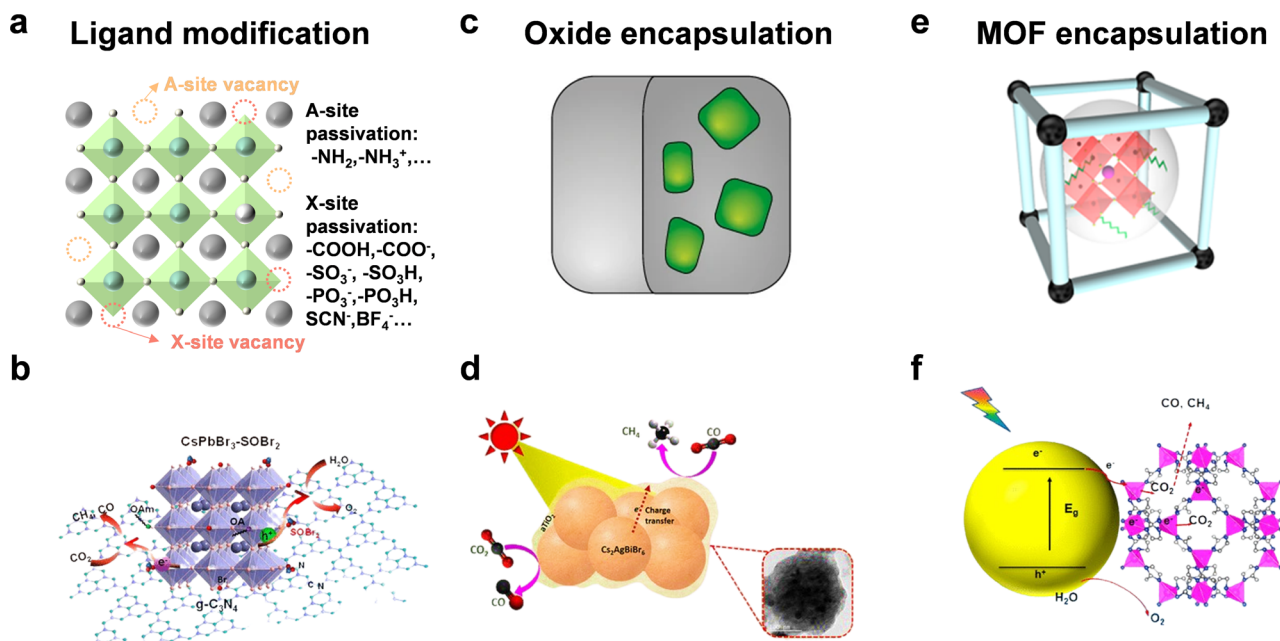 a Ligand modification
A-site vacancy
A-site
passivation:
-NH₂,-NH₃⁺,…
X-site
passivation:
-COOH,-COO⁻,
-SO₃⁻, -SO₃H,
-PO₃⁻,-PO₃H,
SCN⁻,BF₄⁻…
X-site vacancy
b
CsPbBr₃-SOBr₂
H₂O
O₂
OAm
OA
h⁺
SOBr₂
CH₄, CO
CO₂
e⁻
Br
N
C N
g-C₃N₄
c Oxide encapsulation
d
CH₄
CO
aTiO₂
e
Charge
transfer
Cs₂AgBiBr₆
CO₂
CO
e MOF encapsulation
f
CO, CH₄
e⁻
e⁻
CO₂
e⁻
E_g
e⁻
e⁻
CO₂
h⁺
H₂O
O₂